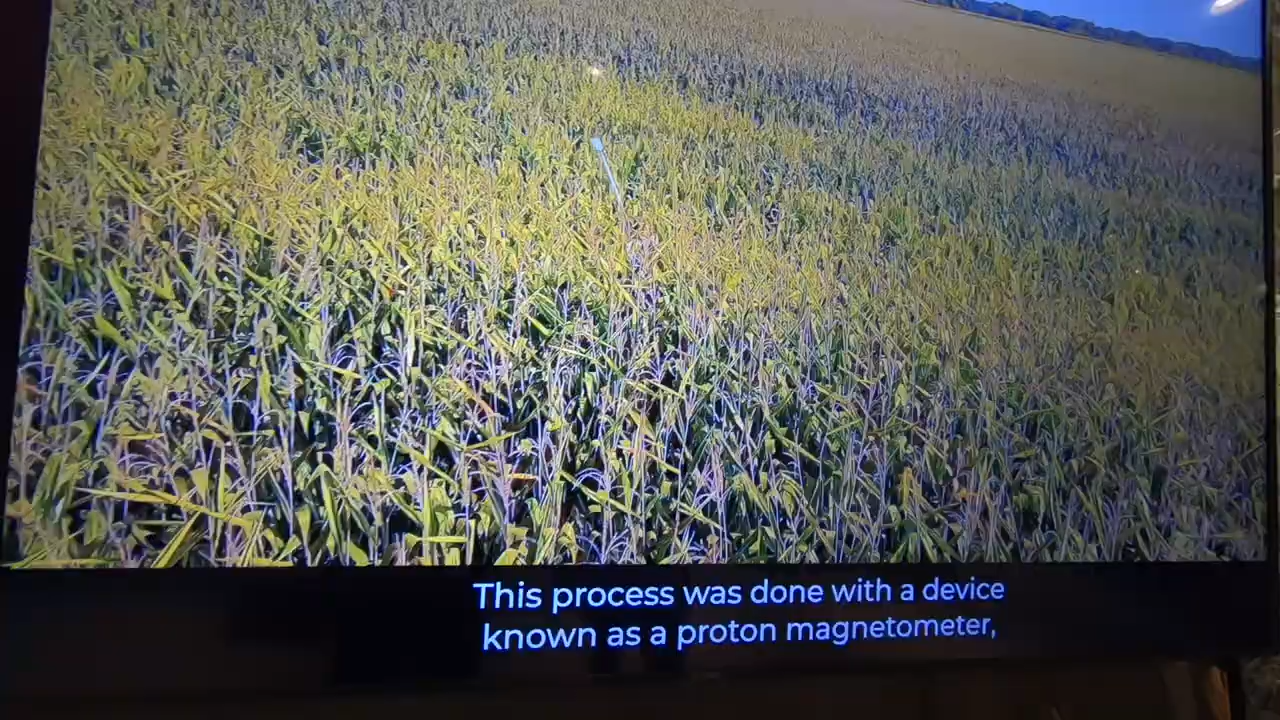 This process was done with a device
known as a proton magnetometer,